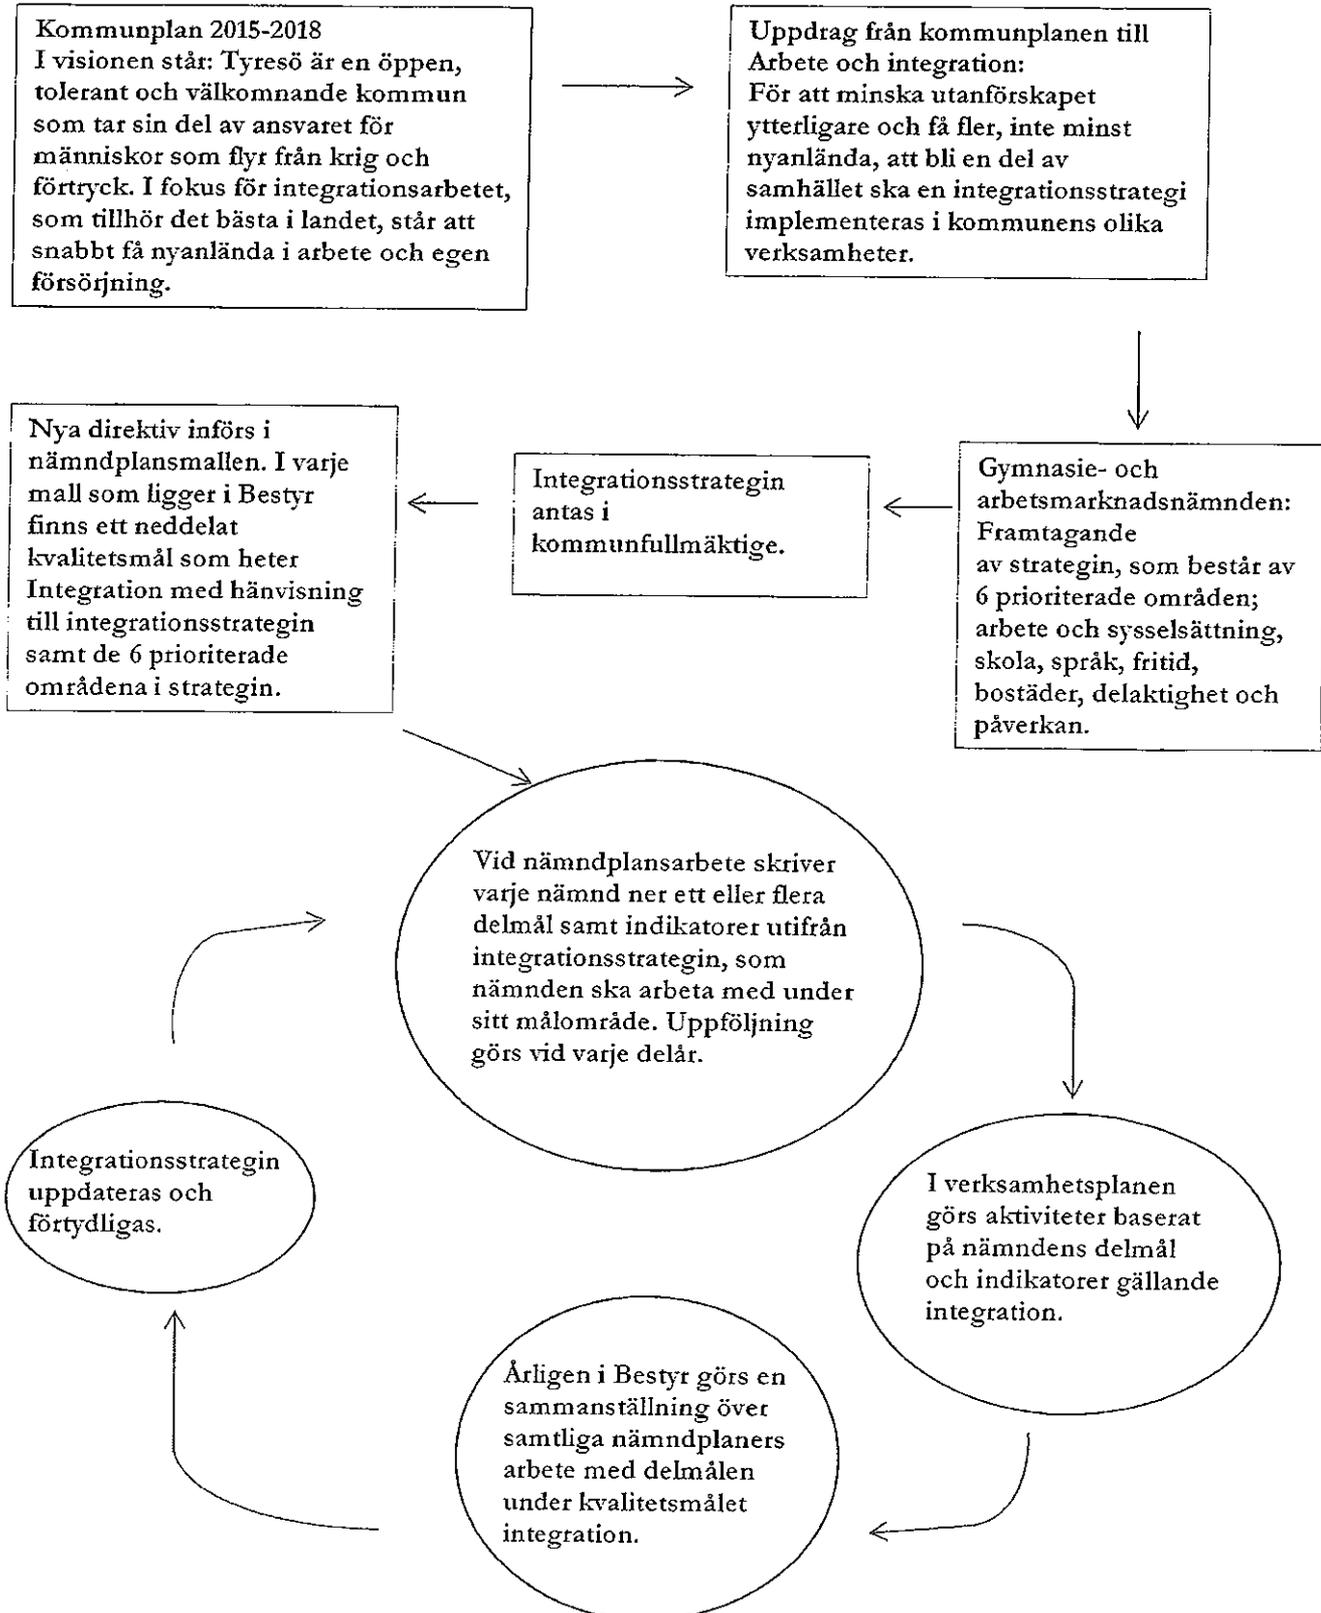 Kommunplan 2015-2018
I visionen står: Tyresö är en öppen,
tolerant och välkomnande kommun
som tar sin del av ansvaret för
människor som flyr från krig och
förtryck. I fokus för integrationsarbetet,
som tillhör det bästa i landet, står att
snabbt få nyanlända i arbete och egen
försörjning.
Uppdrag från kommunplanen till
Arbete och integration:
För att minska utanförskapet
ytterligare och få fler, inte minst
nyanlända, att bli en del av
samhället ska en integrationsstrategi
implementeras i kommunens olika
verksamheter.
Gymnasie- och
arbetsmarknadsnämnden:
Framtagande
av strategin, som består av
6 prioriterade områden;
arbete och sysselsättning,
skola, språk, fritid,
bostäder, delaktighet och
påverkan.
Integrationsstrategin
antas i
kommunfullmäktige.
Nya direktiv införs i
nämndplansmallen. I varje
mall som ligger i Bestyr
finns ett neddelat
kvalitetsmål som heter
Integration med hänvisning
till integrationsstrategin
samt de 6 prioriterade
områdena i strategin.
Vid nämndplansarbete skriver
varje nämnd ner ett eller flera
delmål samt indikatorer utifrån
integrationsstrategin, som
nämnden ska arbeta med under
sitt målområde. Uppföljning
görs vid varje delår.
I verksamhetsplanen
görs aktiviteter baserat
på nämndens delmål
och indikatorer gällande
integration.
Årligen i Bestyr görs en
sammanställning över
samtliga nämndplaners
arbete med delmålen
under kvalitetsmålet
integration.
Integrationsstrategin
uppdateras och
förtydligas.